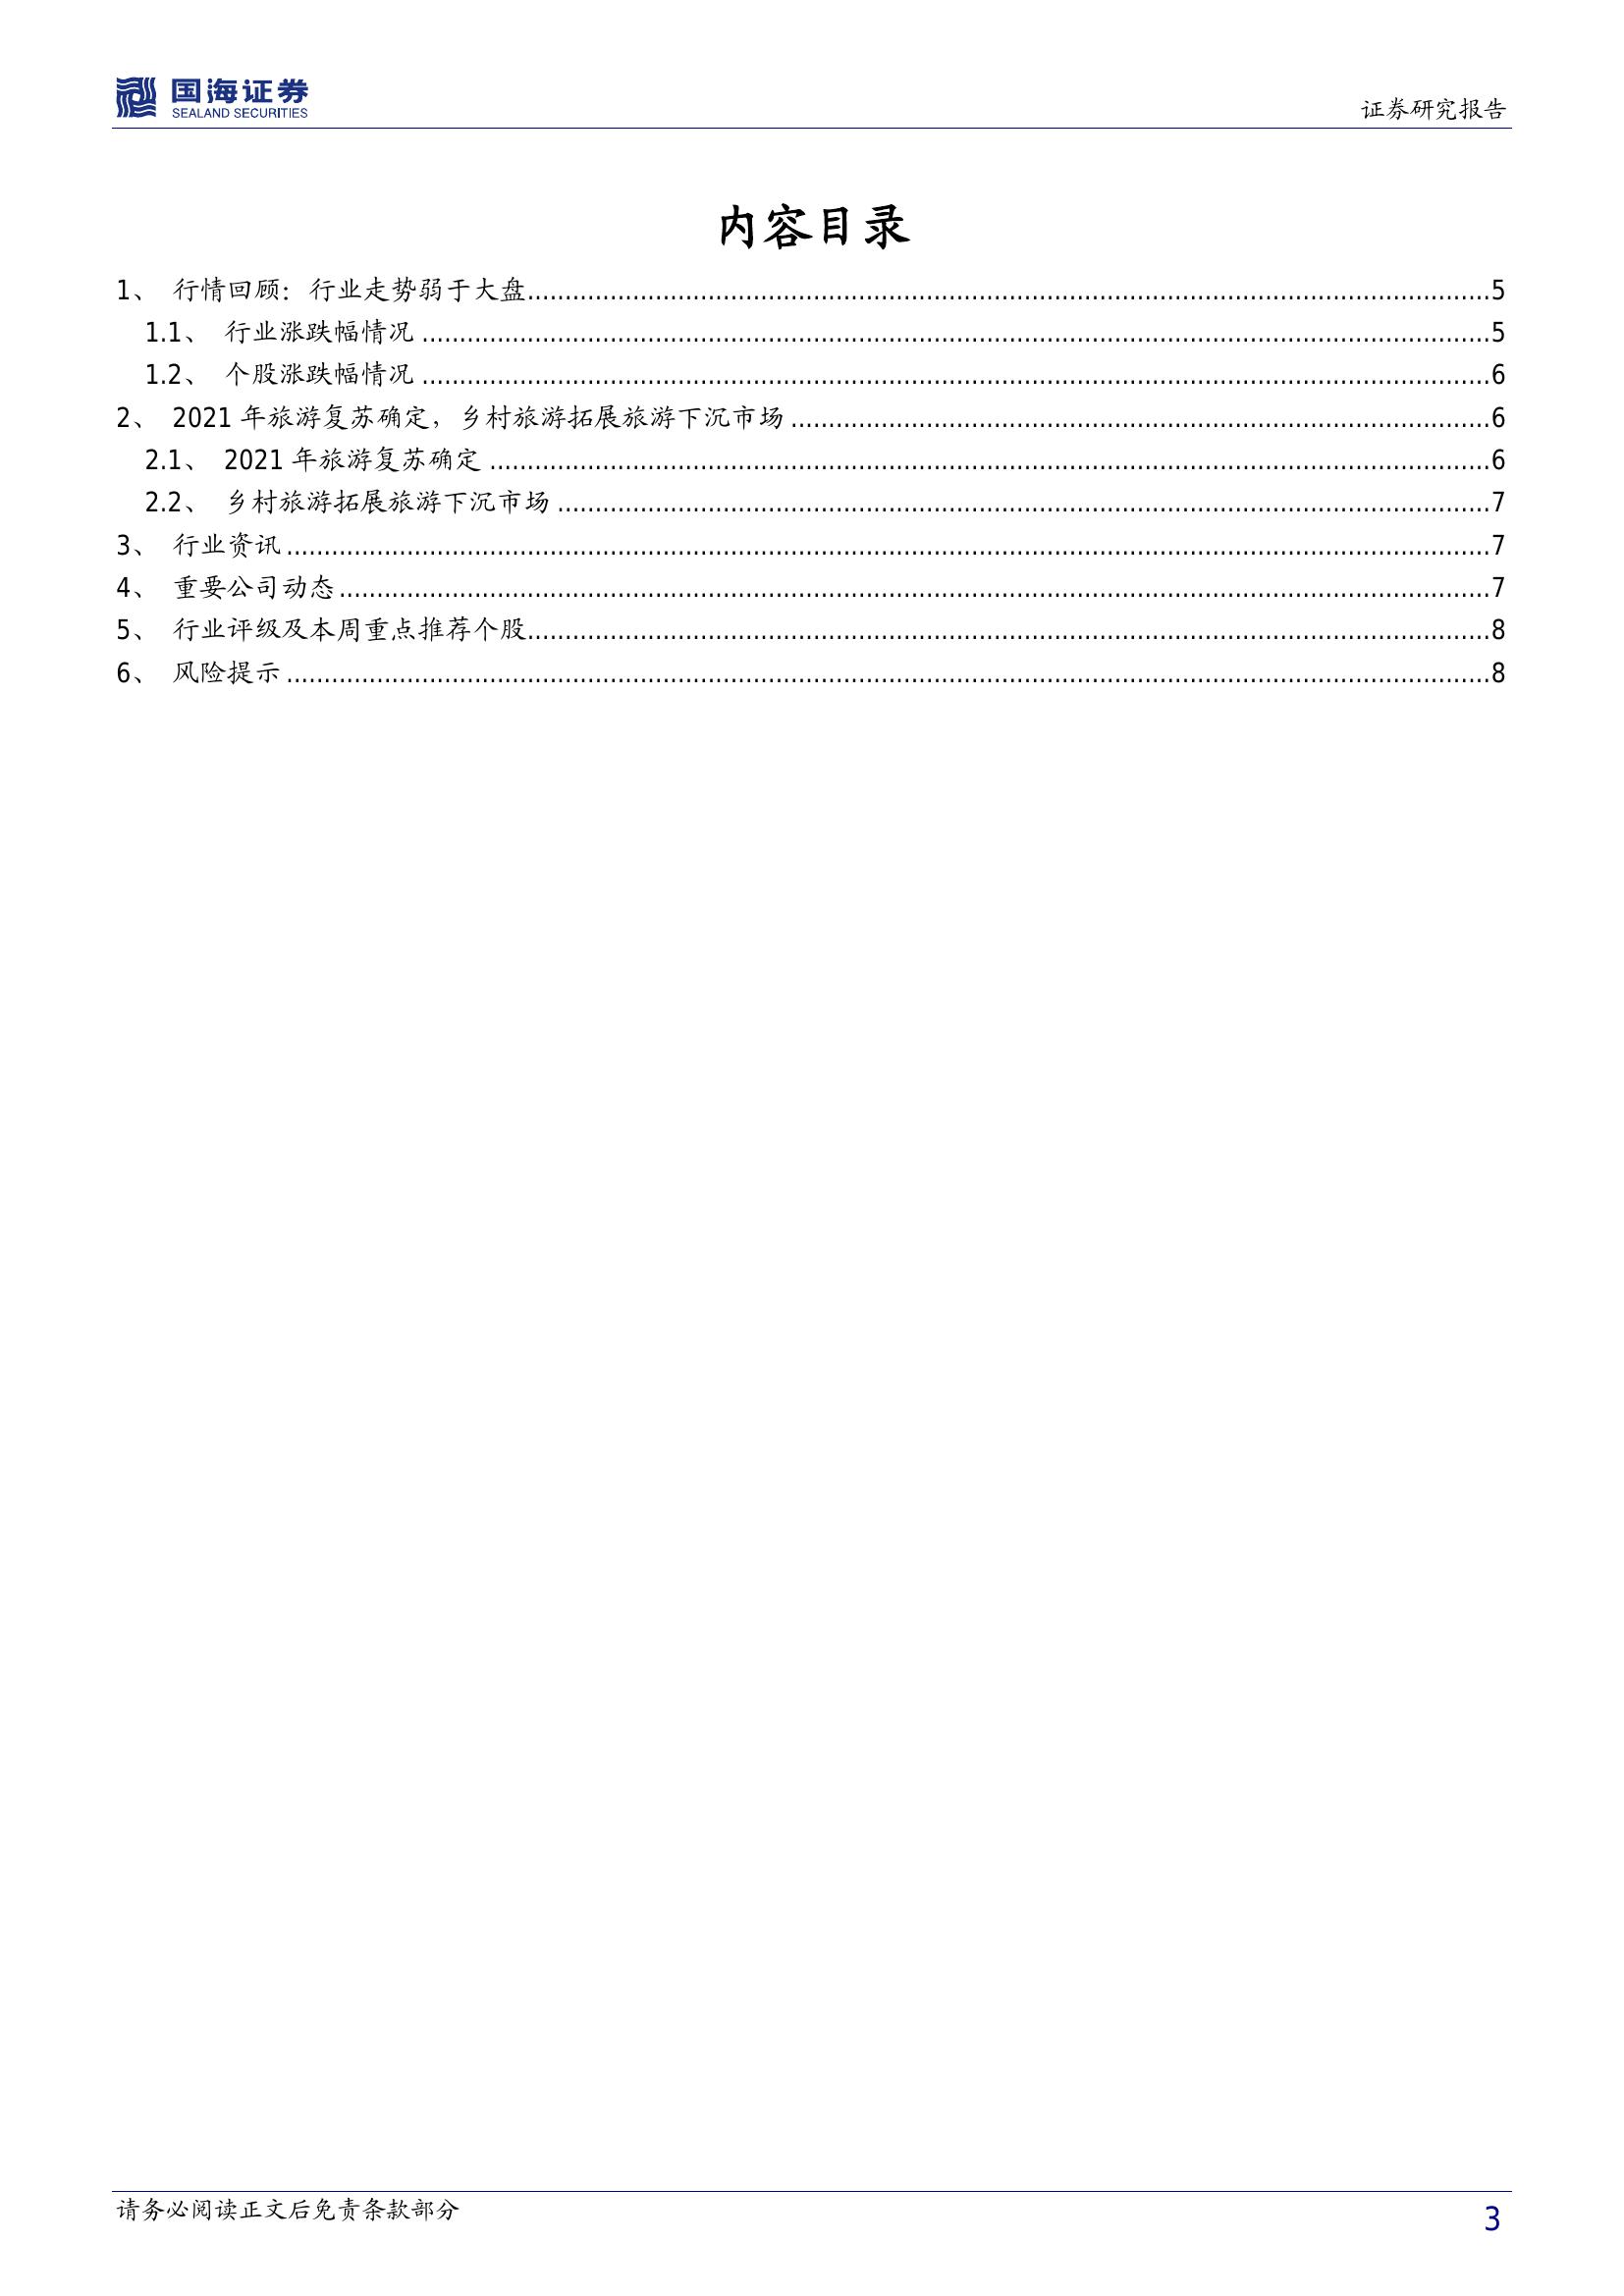 国海证券
SEALAND SECURITIES
证券研究报告
内容目录
1、 行情回顾：行业走势弱于大盘........................................5
1.1、 行业涨跌幅情况........................................5
1.2、 个股涨跌幅情况........................................6
2、 2021 年旅游复苏确定，乡村旅游拓展旅游下沉市场........................................6
2.1、 2021 年旅游复苏确定........................................6
2.2、 乡村旅游拓展旅游下沉市场........................................7
3、 行业资讯........................................7
4、 重要公司动态........................................7
5、 行业评级及本周重点推荐个股........................................8
6、 风险提示........................................8
请务必阅读正文后免责条款部分
3